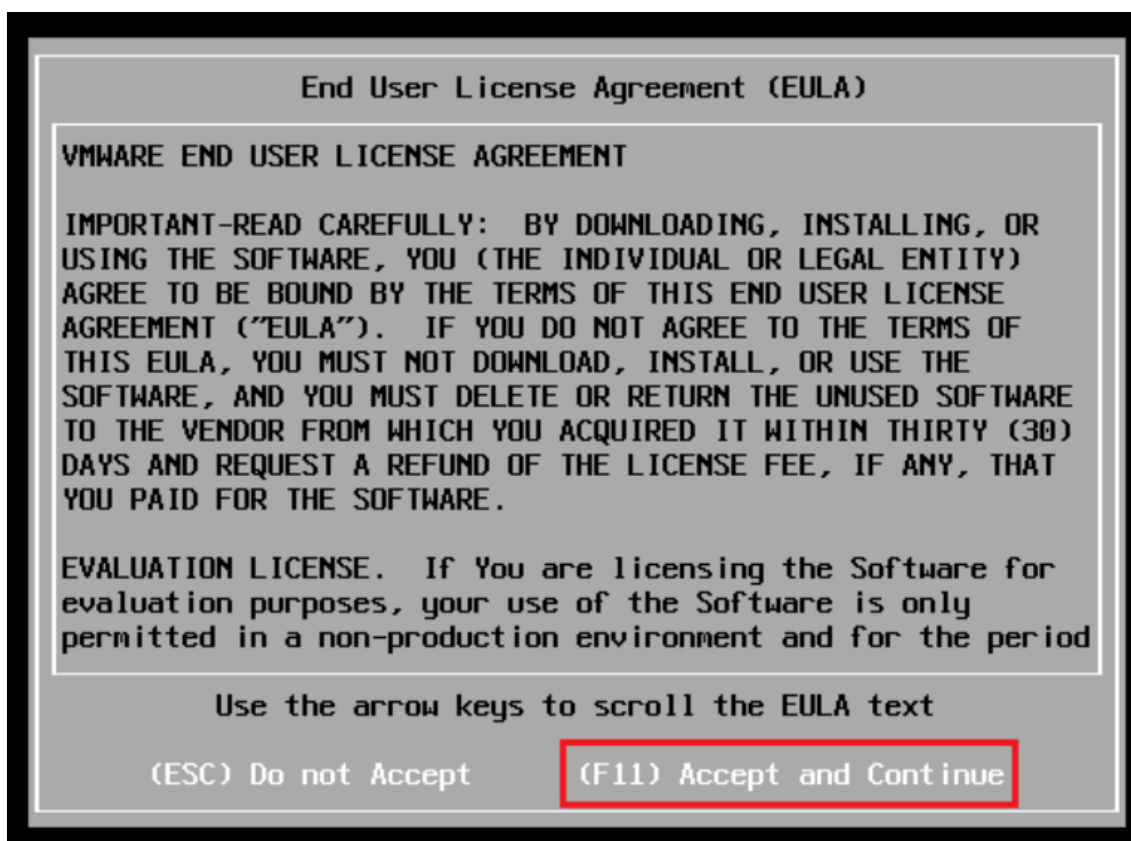 End User License Agreement (EULA)
VMWARE END USER LICENSE AGREEMENT
IMPORTANT-READ CAREFULLY:  BY DOWNLOADING, INSTALLING, OR
USING THE SOFTWARE, YOU (THE INDIVIDUAL OR LEGAL ENTITY)
AGREE TO BE BOUND BY THE TERMS OF THIS END USER LICENSE
AGREEMENT ("EULA").  IF YOU DO NOT AGREE TO THE TERMS OF
THIS EULA, YOU MUST NOT DOWNLOAD, INSTALL, OR USE THE
SOFTWARE, AND YOU MUST DELETE OR RETURN THE UNUSED SOFTWARE
TO THE VENDOR FROM WHICH YOU ACQUIRED IT WITHIN THIRTY (30)
DAYS AND REQUEST A REFUND OF THE LICENSE FEE, IF ANY, THAT
YOU PAID FOR THE SOFTWARE.
EVALUATION LICENSE.  If You are licensing the Software for
evaluation purposes, your use of the Software is only
permitted in a non-production environment and for the period
Use the arrow keys to scroll the EULA text
(ESC) Do not Accept
(F11) Accept and Continue